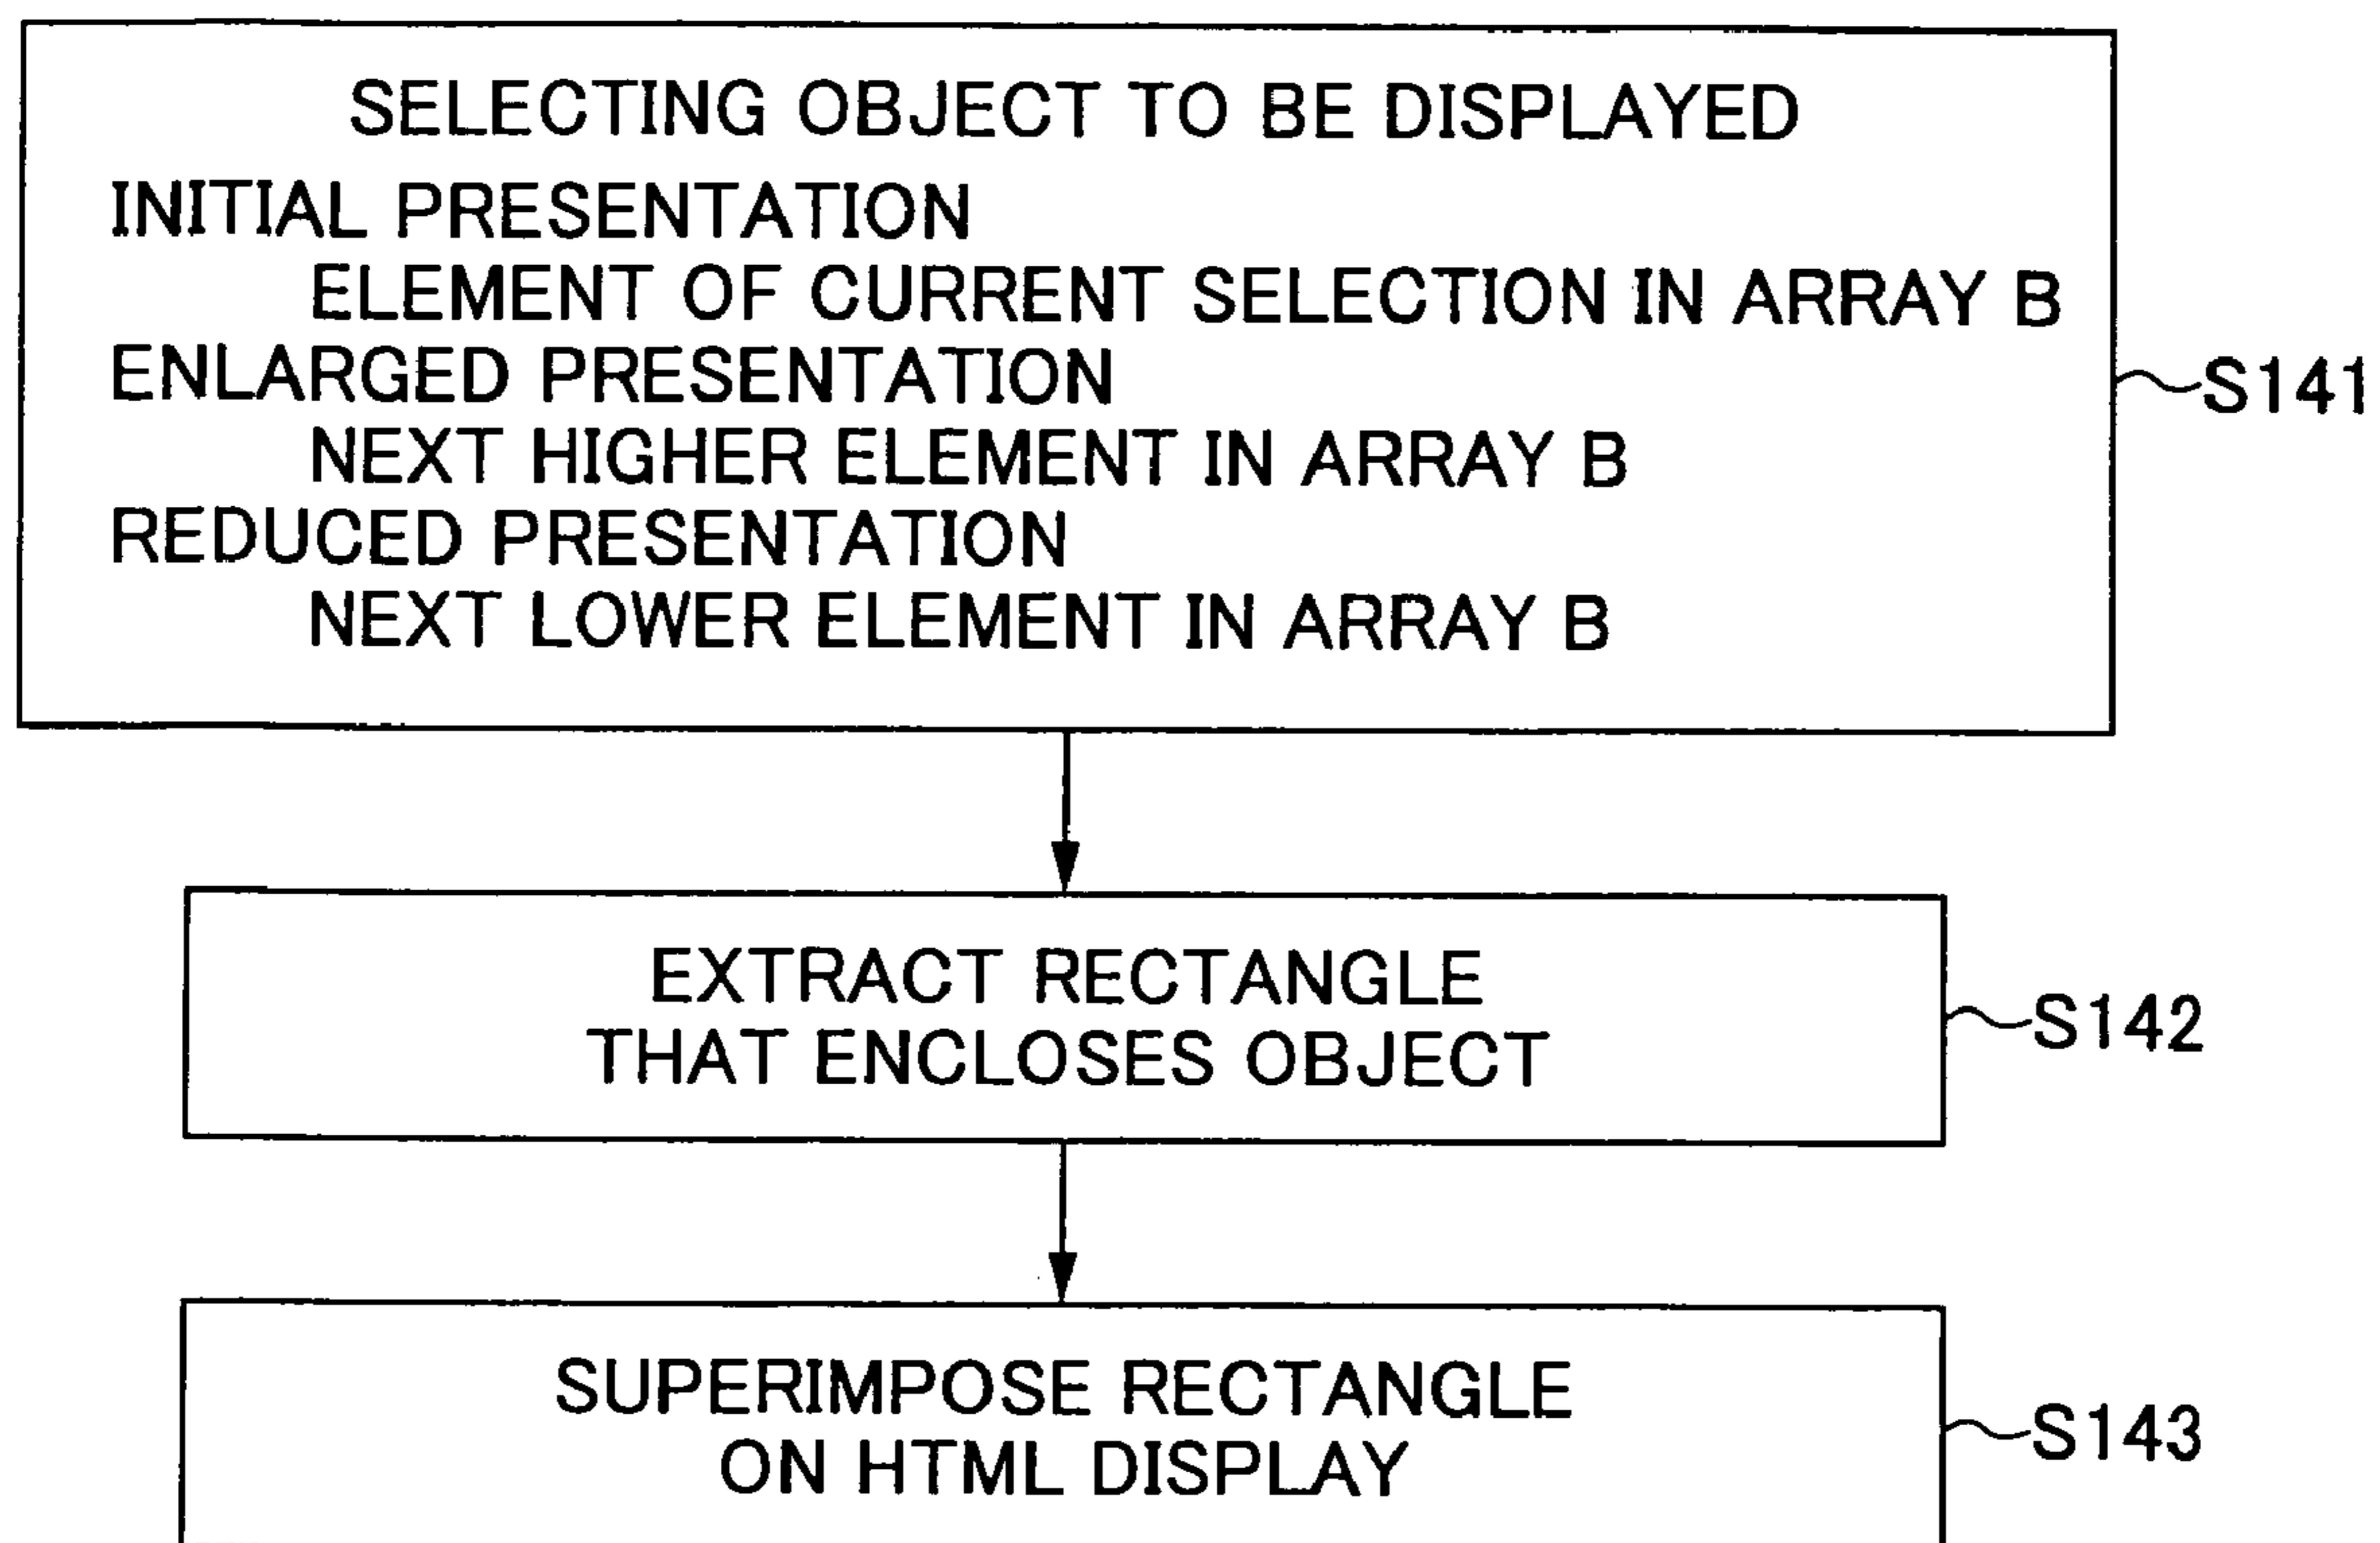 SELECTING OBJECT TO BE DISPLAYED
INITIAL PRESENTATION
ELEMENT OF CURRENT SELECTION IN ARRAY B
ENLARGED PRESENTATION
NEXT HIGHER ELEMENT IN ARRAY B
REDUCED PRESENTATION
NEXT LOWER ELEMENT IN ARRAY B
S141
EXTRACT RECTANGLE
THAT ENCLOSES OBJECT
S142
SUPERIMPOSE RECTANGLE
ON HTML DISPLAY
S143